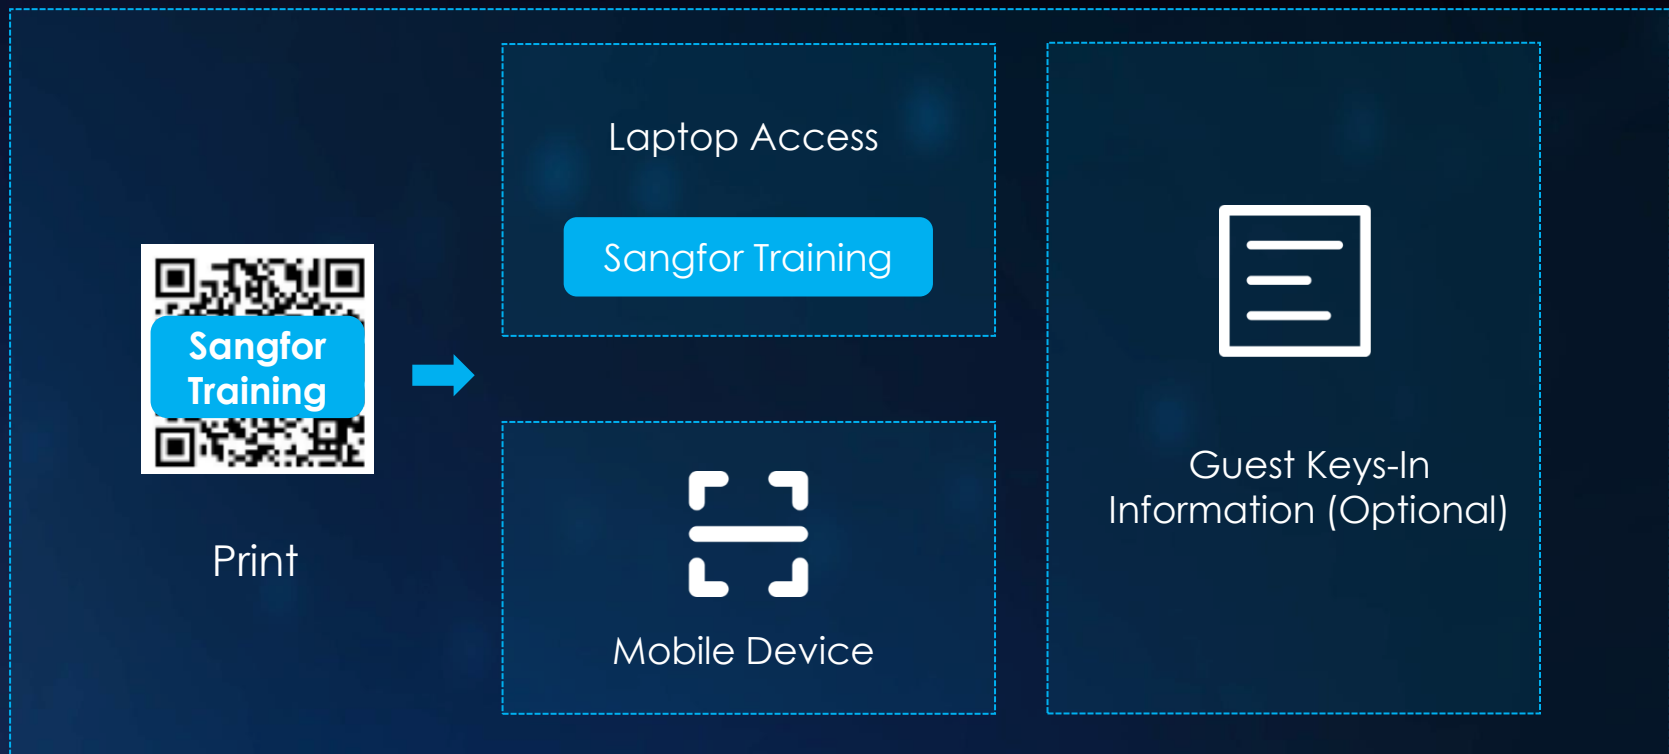 Sangfor
Training
Print
Laptop Access
Sangfor Training
Mobile Device
Guest Keys-In
Information (Optional)